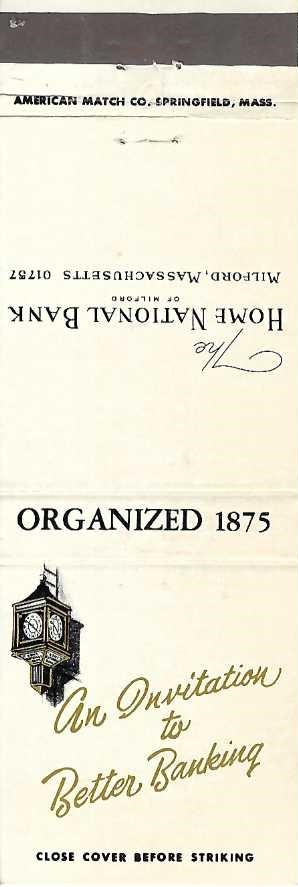 AMERICAN MATCH CO. SPRINGFIELD, MASS.
The
HOME NATIONAL BANK
OF MILFORD
MILFORD, MASSACHUSETTS 01757
ORGANIZED 1875
An Invitation
to
Better Banking
CLOSE COVER BEFORE STRIKING